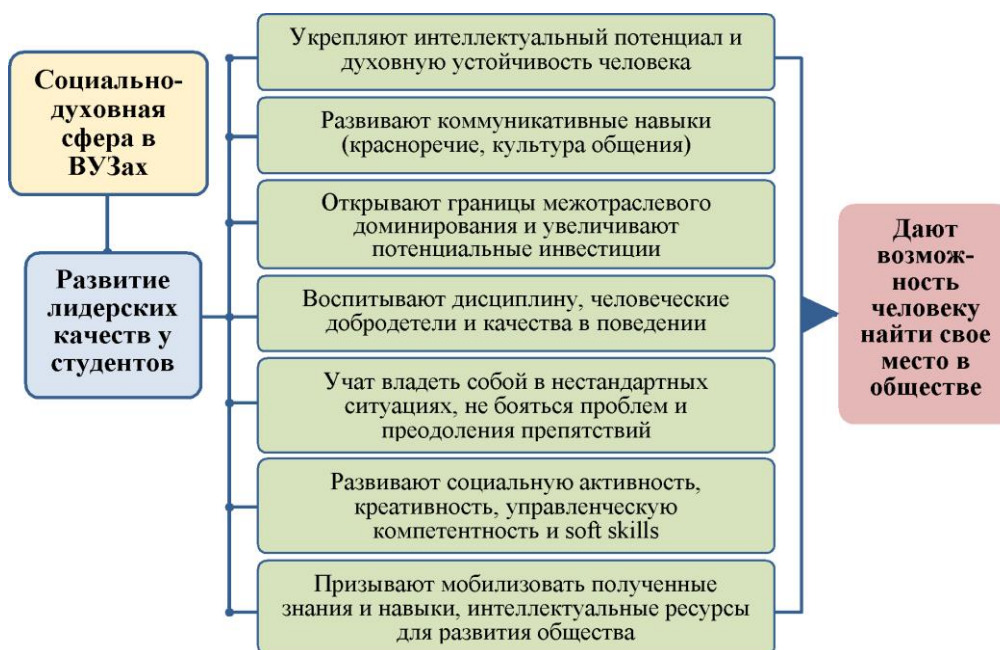 Социально-
духовная
сфера в
ВУЗах
Развитие
лидерских
качеств у
студентов
Укрепляют интеллектуальный потенциал и
духовную устойчивость человека
Развивают коммуникативные навыки
(красноречие, культура общения)
Открывают границы межотраслевого
доминирования и увеличивают
потенциальные инвестиции
Воспитывают дисциплину, человеческие
добродетели и качества в поведении
Учат владеть собой в нестандартных
ситуациях, не бояться проблем и
преодоления препятствий
Развивают социальную активность,
креативность, управленческую
компетентность и soft skills
Призывают мобилизовать полученные
знания и навыки, интеллектуальные ресурсы
для развития общества
Дают
возмож-
ность
человеку
найти свое
место в
обществе